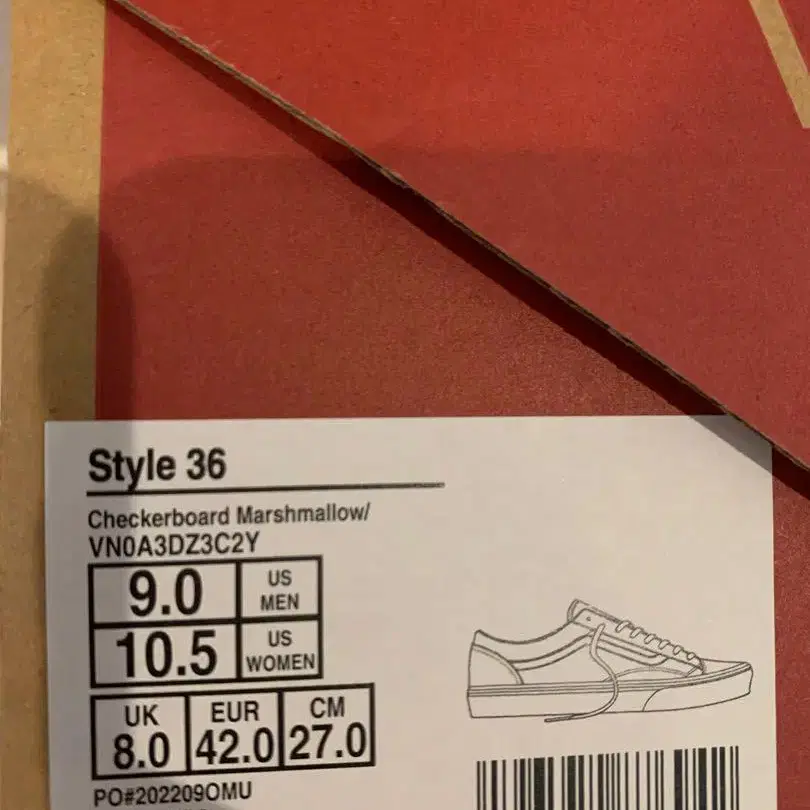 Style 36
Checkerboard Marshmallow/
VN0A3DZ3C2Y
9.0 US MEN
10.5 US WOMEN
UK EUR CM
8.0 42.0 27.0
PO#202209OMU